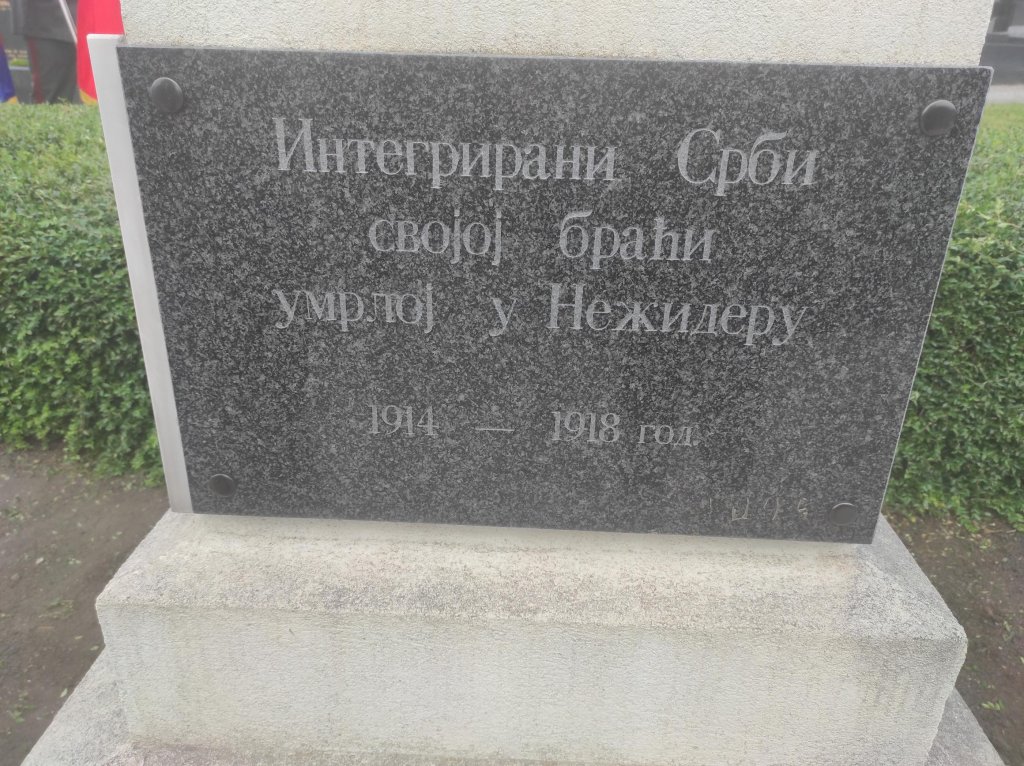 Интегрирани Срби
својој браћи
умрлој у Нежидеру
1914 — 1918 год.